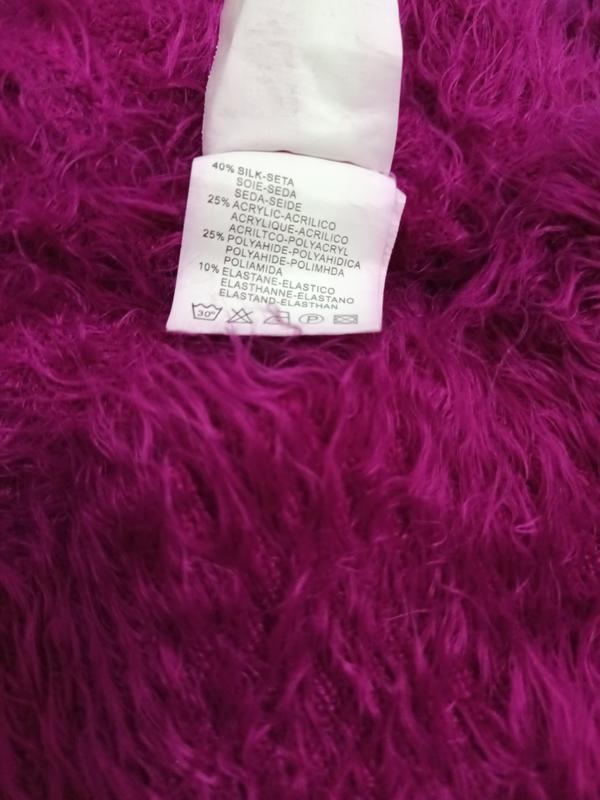 40% SILK-SETA
SOIE-SEDA
SEDA-SEIDE
25% ACRYLIC-ACRILICO
ACRYLIQUE-ACRILICO
ACRILTCO-POLYACRYL
25% POLYAHIDE-POLYAHIDICA
POLYAHIDE-POLIMHDA
POLIAMIDA
10% ELASTANE-ELASTICO
ELASTHANNE-ELASTANO
ELASTAND-ELASTHAN
30° P